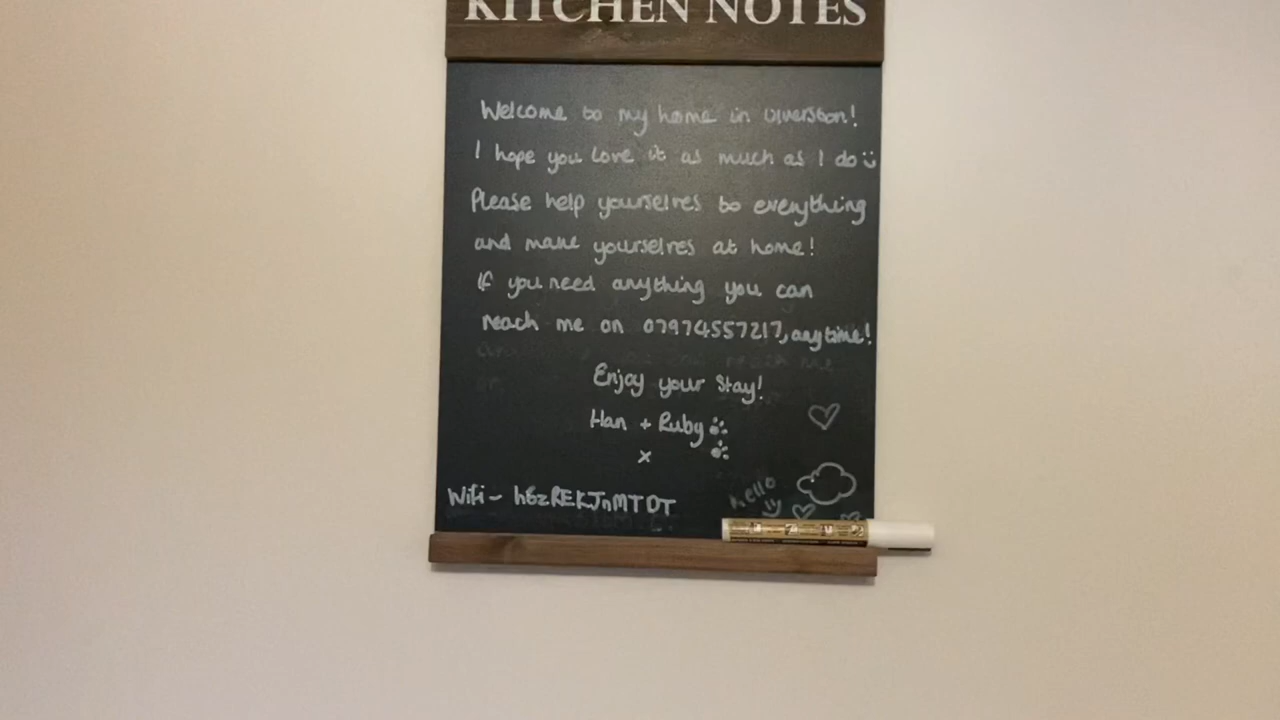 KITCHEN NOTES
Welcome to my home in Ulverston!
I hope you love it as much as I do
Please help yourselves to everything
and make yourselves at home!
If you need anything you can
reach me on 07974557217, anytime!
Enjoy your stay!
Han + Ruby
x
hello
Wifi - h6zREKJnMTDT